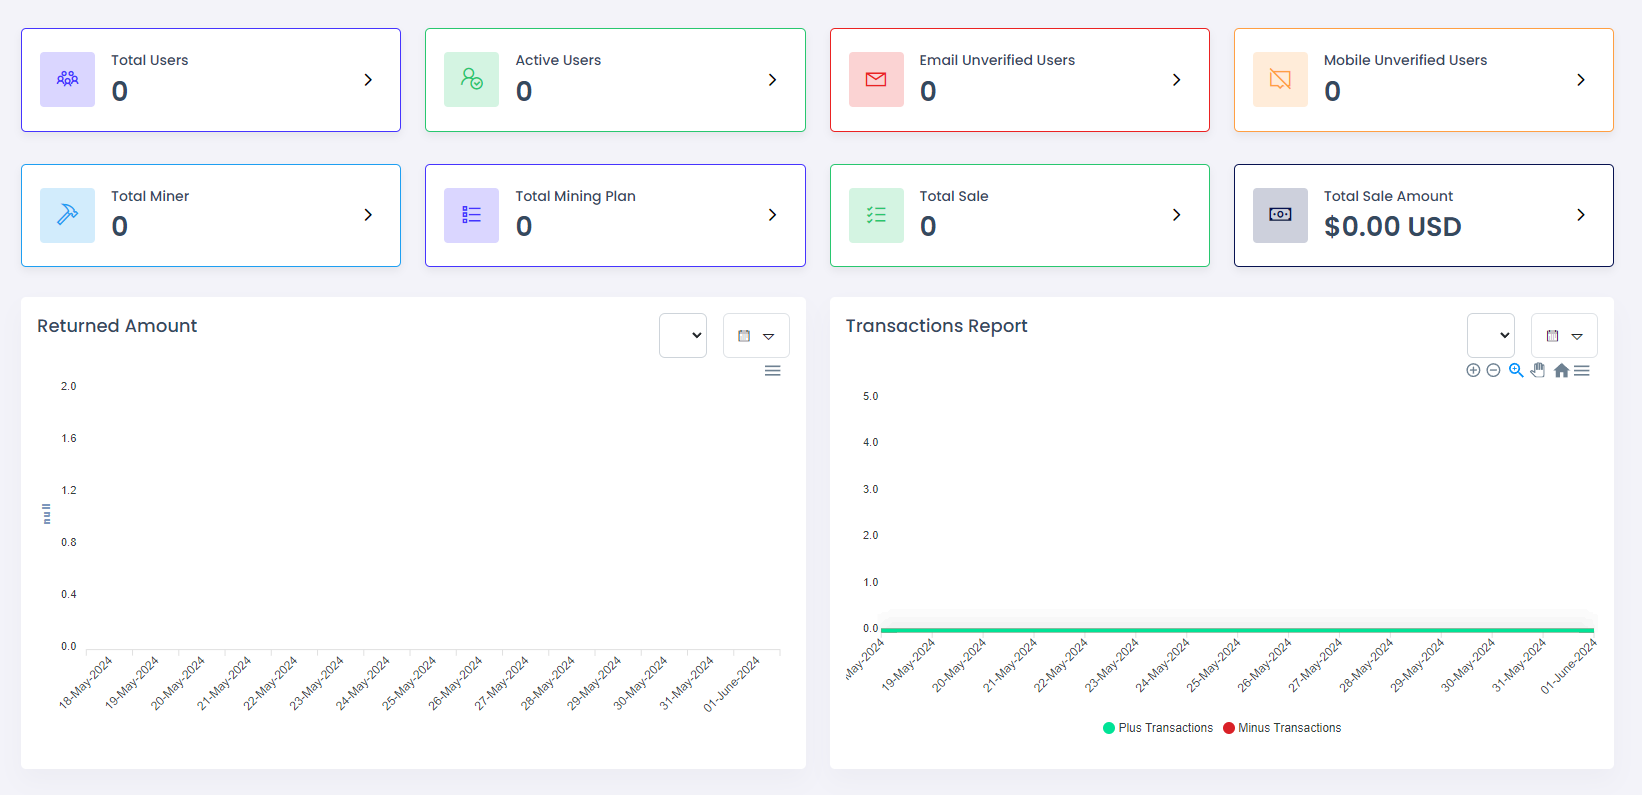 Total Users
0
Active Users
0
Email Unverified Users
0
Mobile Unverified Users
0
Total Miner
0
Total Mining Plan
0
Total Sale
0
Total Sale Amount
$0.00 USD
Returned Amount
2.0
1.6
1.2
0.8
0.4
0.0
null
18-May-2024
19-May-2024
20-May-2024
21-May-2024
22-May-2024
23-May-2024
24-May-2024
25-May-2024
26-May-2024
27-May-2024
28-May-2024
29-May-2024
30-May-2024
31-May-2024
01-June-2024
Transactions Report
5.0
4.0
3.0
2.0
1.0
0.0
May-2024
19-May-2024
20-May-2024
21-May-2024
22-May-2024
23-May-2024
24-May-2024
25-May-2024
26-May-2024
27-May-2024
28-May-2024
29-May-2024
30-May-2024
31-May-2024
01-June-2024
Plus Transactions
Minus Transactions